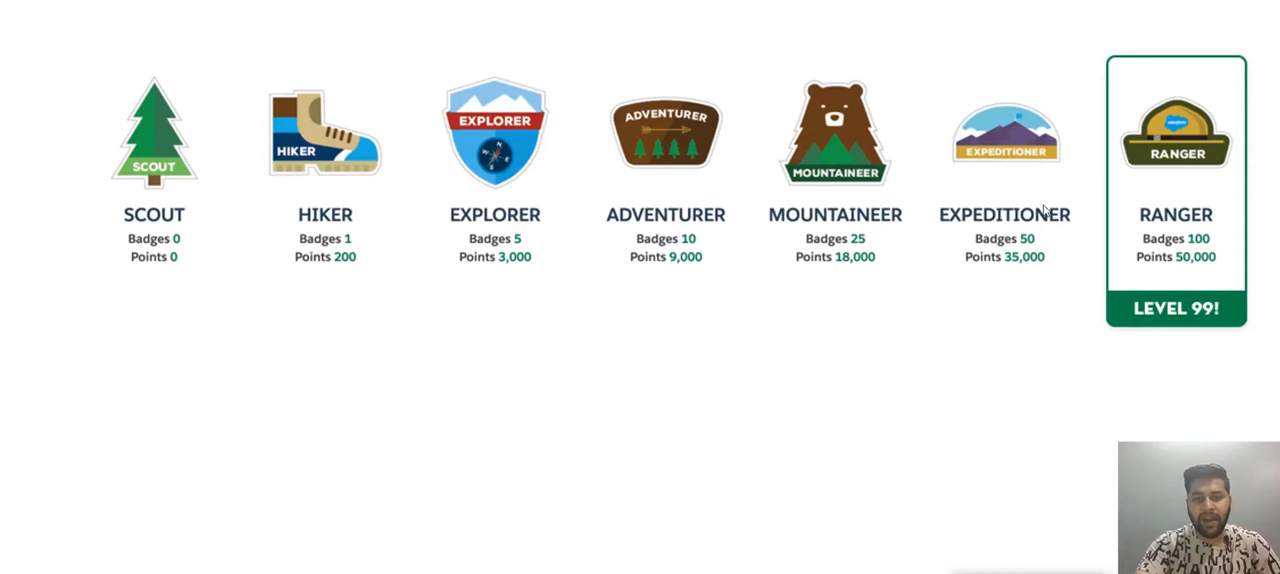 SCOUT
HIKER
EXPLORER
N
W E
S
ADVENTURER
MOUNTAINEER
EXPEDITIONER
salesforce
RANGER
SCOUT
Badges 0
Points 0
HIKER
Badges 1
Points 200
EXPLORER
Badges 5
Points 3,000
ADVENTURER
Badges 10
Points 9,000
MOUNTAINEER
Badges 25
Points 18,000
EXPEDITIONER
Badges 50
Points 35,000
RANGER
Badges 100
Points 50,000
LEVEL 99!